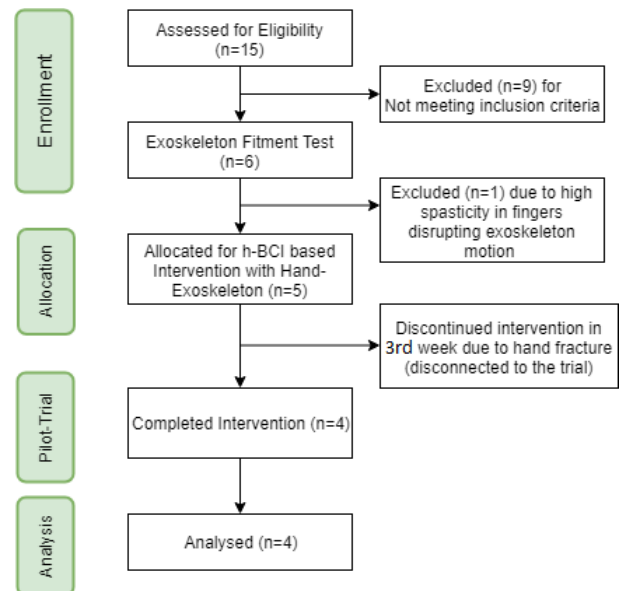 Enrollment
Assessed for Eligibility
(n=15)
Excluded (n=9) for
Not meeting inclusion criteria
Exoskeleton Fitment Test
(n=6)
Excluded (n=1) due to high
spasticity in fingers
disrupting exoskeleton
motion
Allocation
Allocated for h-BCI based
Intervention with Hand-
Exoskeleton (n=5)
Discontinued intervention in
3rd week due to hand fracture
(disconnected to the trial)
Pilot-Trial
Completed Intervention (n=4)
Analysis
Analysed (n=4)